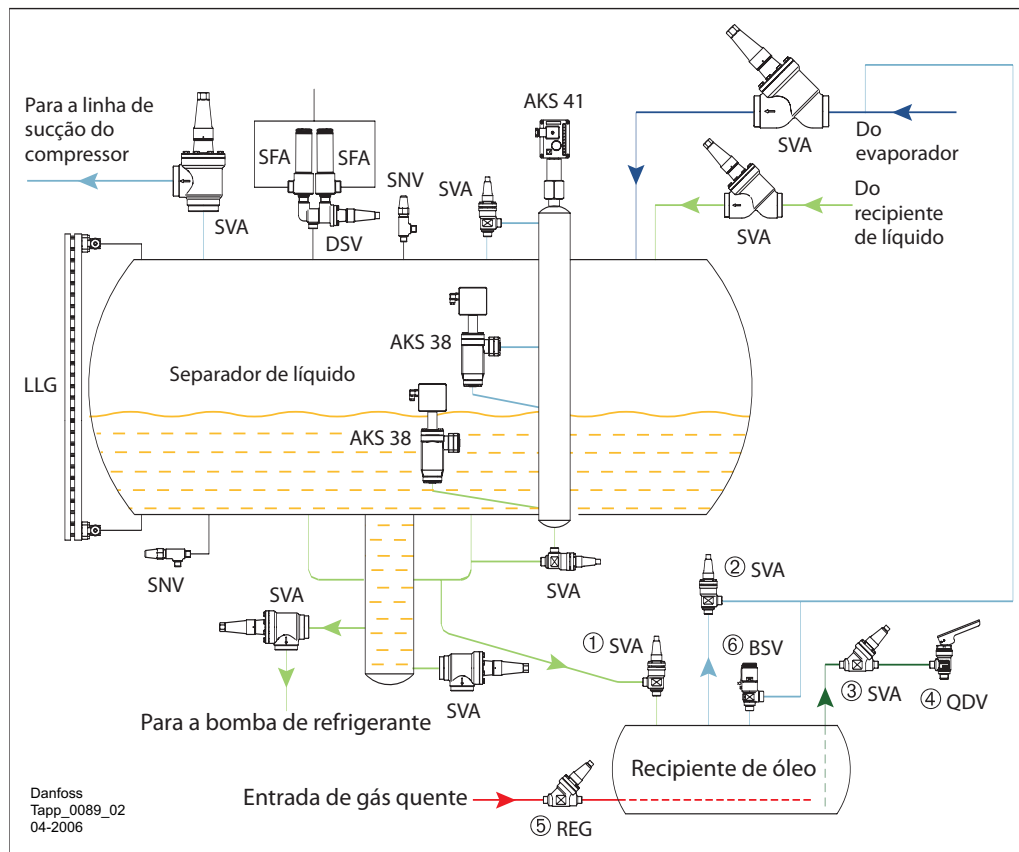 Para a linha de
sucção do
compressor
SVA
SFA
SFA
DSV
SNV
SVA
AKS 41
SVA
Do
evaporador
SVA
Do
recipiente
de líquido
LLG
Separador de líquido
AKS 38
AKS 38
SNV
SVA
SVA
SVA
Para a bomba de refrigerante
① SVA
② SVA
⑥ BSV
③ SVA
④ QDV
Recipiente de óleo
Entrada de gás quente
⑤ REG
Danfoss
Tapp_0089_02
04-2006